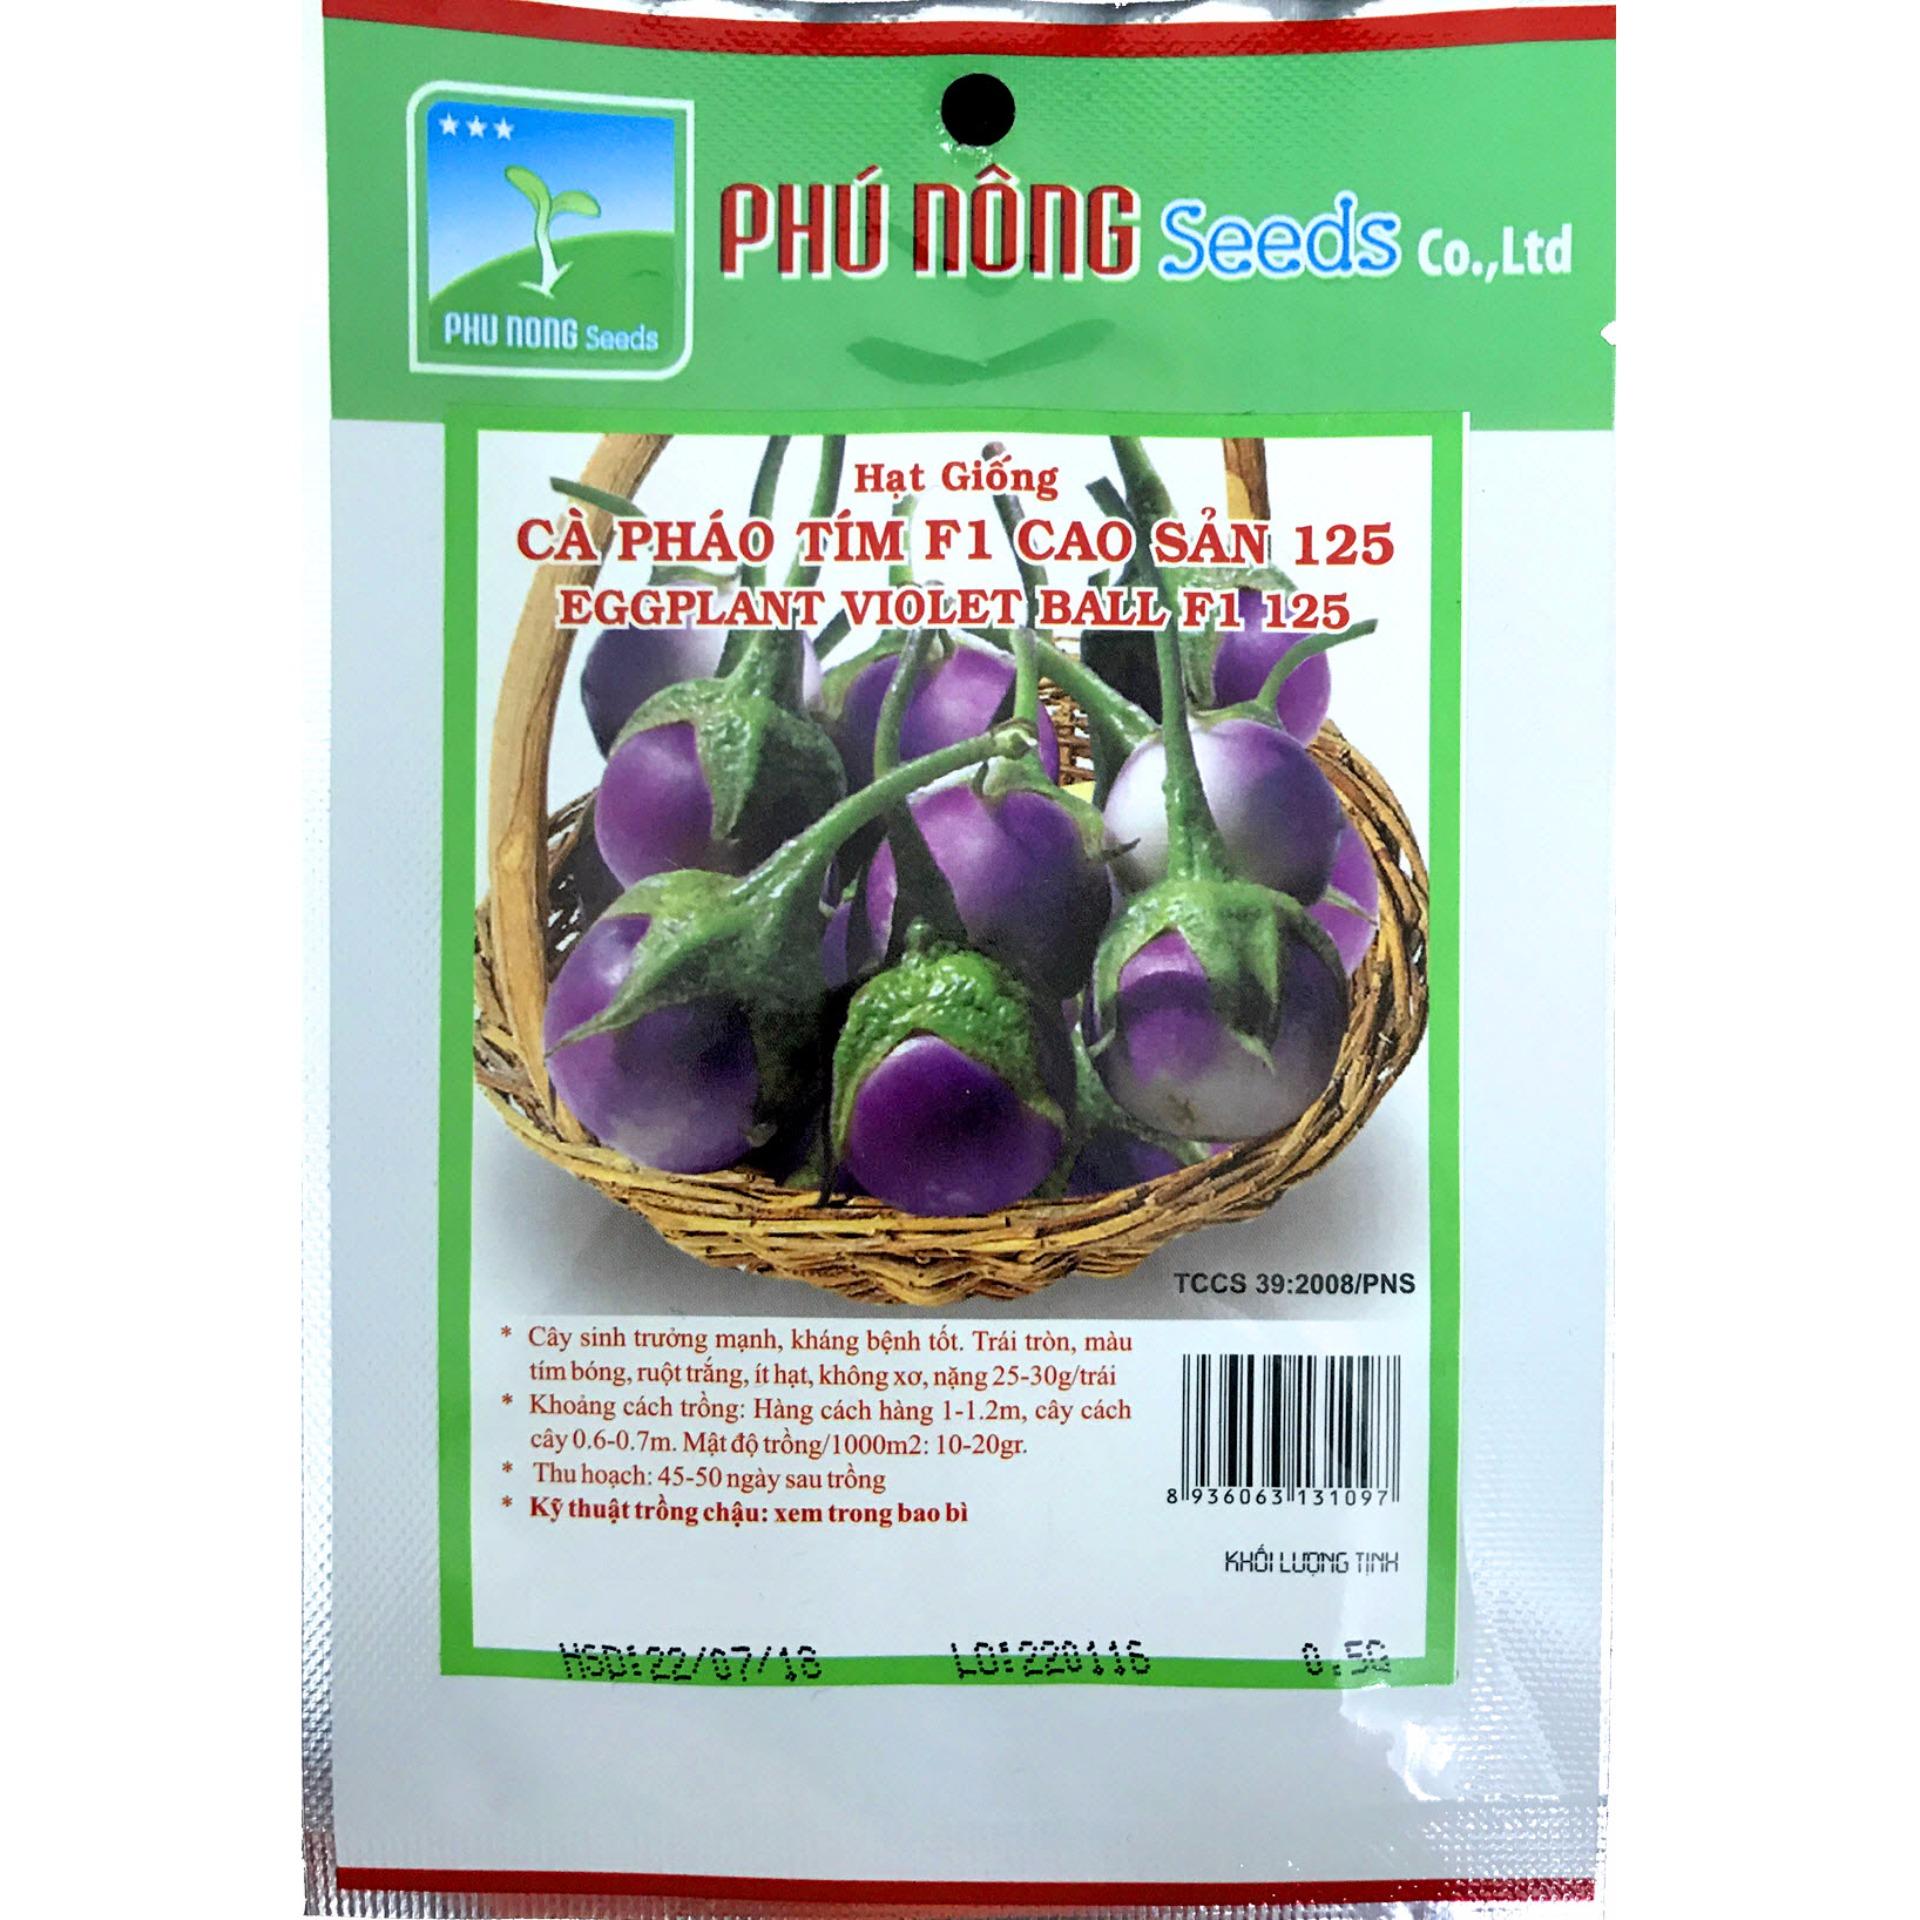 ★★★
PHU NONG Seeds
PHÚ NÔNG Seeds Co.,Ltd
Hạt Giống
CÀ PHÁO TÍM F1 CAO SẢN 125
EGGPLANT VIOLET BALL F1 125
TCCS 39:2008/PNS
* Cây sinh trưởng mạnh, kháng bệnh tốt. Trái tròn, màu
tím bóng, ruột trắng, ít hạt, không xơ, nặng 25-30g/trái
* Khoảng cách trồng: Hàng cách hàng 1-1.2m, cây cách
cây 0.6-0.7m. Mật độ trồng/1000m2: 10-20gr.
* Thu hoạch: 45-50 ngày sau trồng
* Kỹ thuật trồng chậu: xem trong bao bì
8 936063 131097
KHỐI LƯỢNG TỊNH
HSD:22/07/18 LO:220116 0.5G